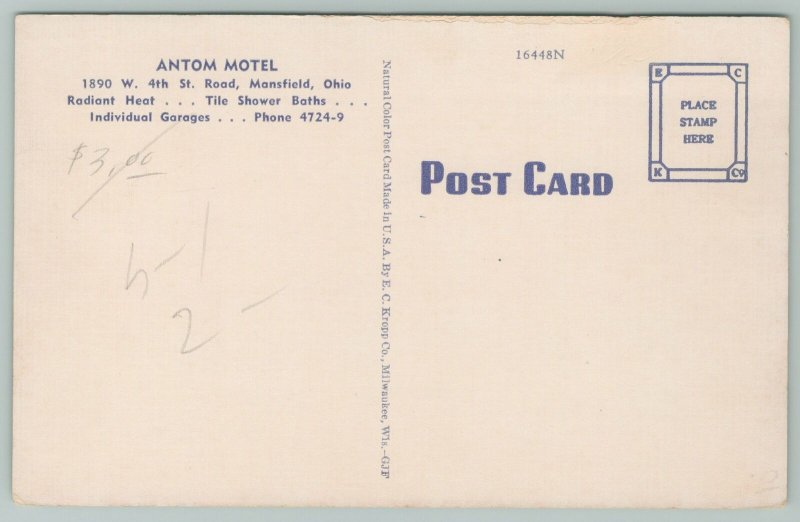 ANTOM MOTEL
1890 W. 4th St. Road, Mansfield, Ohio
Radiant Heat . . . Tile Shower Baths . . .
Individual Garages . . . Phone 4724-9
$3.00
2 -
Natural Color Post Card Made in U.S.A. By E. C. Kropp Co., Milwaukee, Wis.-GJF
16448N
POST CARD
E C
PLACE
STAMP
HERE
K Co